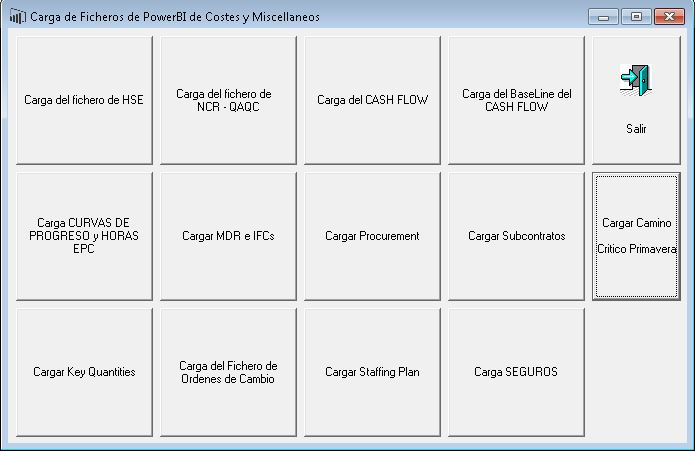 Carga de Ficheros de PowerBI de Costes y Miscellaneos
Carga del fichero de HSE
Carga del fichero de
NCR - QAQC
Carga del CASH FLOW
Carga del BaseLine del
CASH FLOW
Salir
Carga CURVAS DE
PROGRESO y HORAS
EPC
Cargar MDR e IFCs
Cargar Procurement
Cargar Subcontratos
Cargar Camino
Critico Primavera
Cargar Key Quantities
Carga del Fichero de
Ordenes de Cambio
Cargar Staffing Plan
Carga SEGUROS